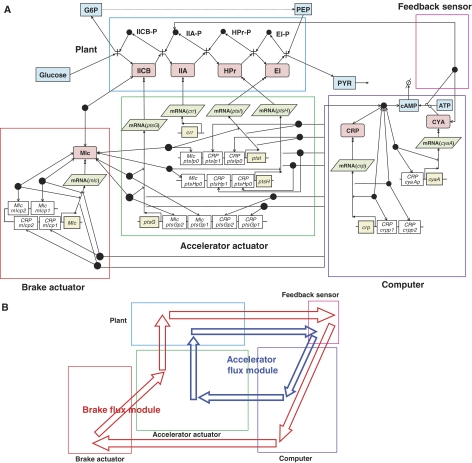 A
Feedback sensor
G6P
PEP
IICB-P
IIA-P
HPr-P
EI-P
Plant
Glucose
IICB
IIA
HPr
EI
PYR
cAMP
ATP
mRNA(crr)
mRNA(ptsI)
mRNA(ptsH)
CRP
CYA
mRNA(ptsG)
crr
mRNA(cyaA)
Mlc
Mlc
ptsIp0
CRP
ptsIp1
CRP
ptsIp0
ptsI
mRNA(crp)
mRNA(mlc)
Mlc
ptsHp0
CRP
ptsHp1
CRP
ptsHp0
ptsH
CRP
cyaAp
cyaA
Mlc
mlcp2
Mlc
mlcp1
CRP
mlcp2
CRP
mlcp1
Mlc
ptsG
Mlc
ptsGp2
Mlc
ptsGp1
CRP
ptsGp2
CRP
ptsGp1
crp
CRP
crpp1
CRP
crpp2
Accelerator actuator
Brake actuator
Computer
B
Feedback sensor
Plant
Accelerator
flux module
Brake flux module
Accelerator actuator
Brake actuator
Computer